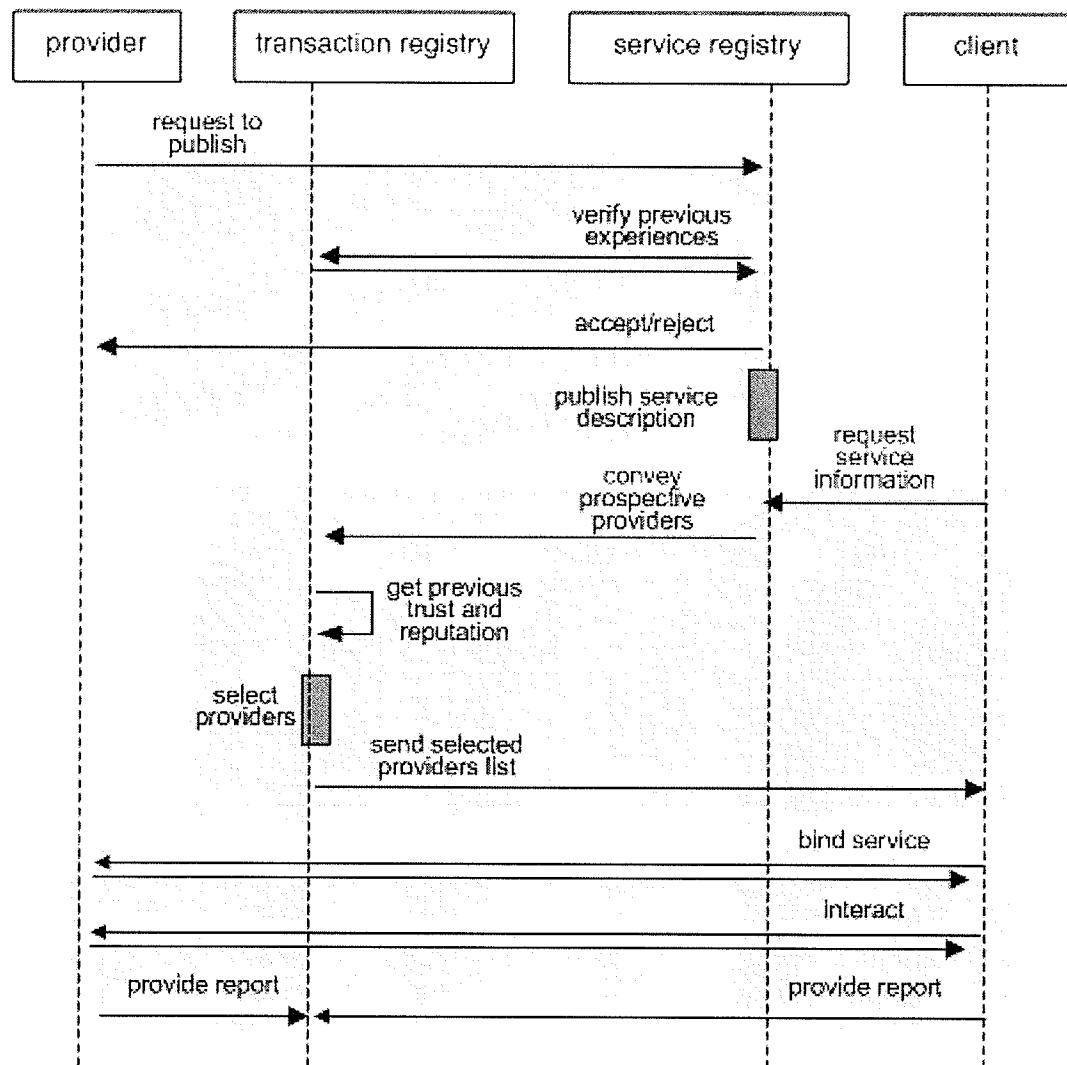 provider
transaction registry
service registry
client
request to
publish
verify previous
experiences
accept/reject
publish service
description
request
service
information
convey
prospective
providers
get previous
trust and
reputation
select
providers
send selected
providers list
bind service
interact
provide report
provide report